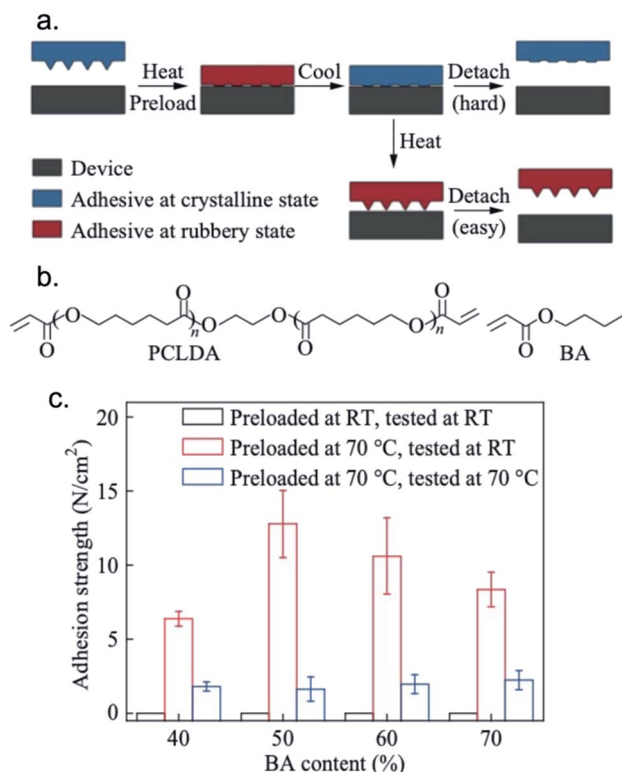 a.
Heat
Preload
Cool
Detach
(hard)
Heat
Device
Adhesive at crystalline state
Adhesive at rubbery state
Detach
(easy)
b.
O
O
O
n
O
O
O
O
n
O
O
O
O
PCLDA
BA
c.
Preloaded at RT, tested at RT
Preloaded at 70 °C, tested at RT
Preloaded at 70 °C, tested at 70 °C
Adhesion strength (N/cm²)
20
15
10
5
0
40 50 60 70
BA content (%)